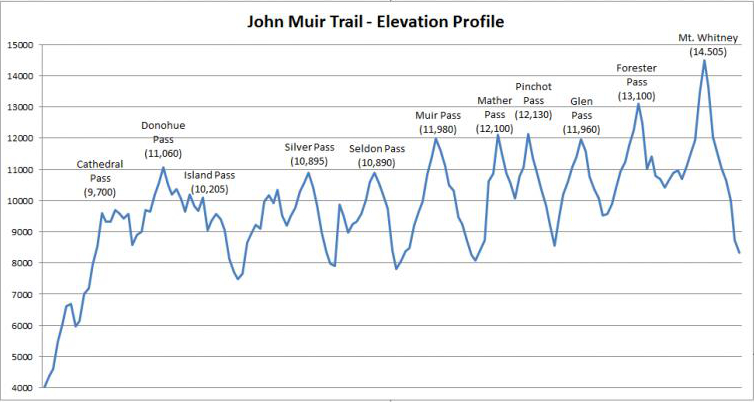 John Muir Trail - Elevation Profile
Mt. Whitney
(14.505)
15000
14000
13000
12000
11000
10000
9000
8000
7000
6000
5000
4000
Cathedral
Pass
(9,700)
Donohue
Pass
(11,060)
Island Pass
(10,205)
Silver Pass
(10,895)
Seldon Pass
(10,890)
Muir Pass
(11,980)
Mather
Pass
(12,100)
Pinchot
Pass
(12,130)
Glen
Pass
(11,960)
Forester
Pass
(13,100)